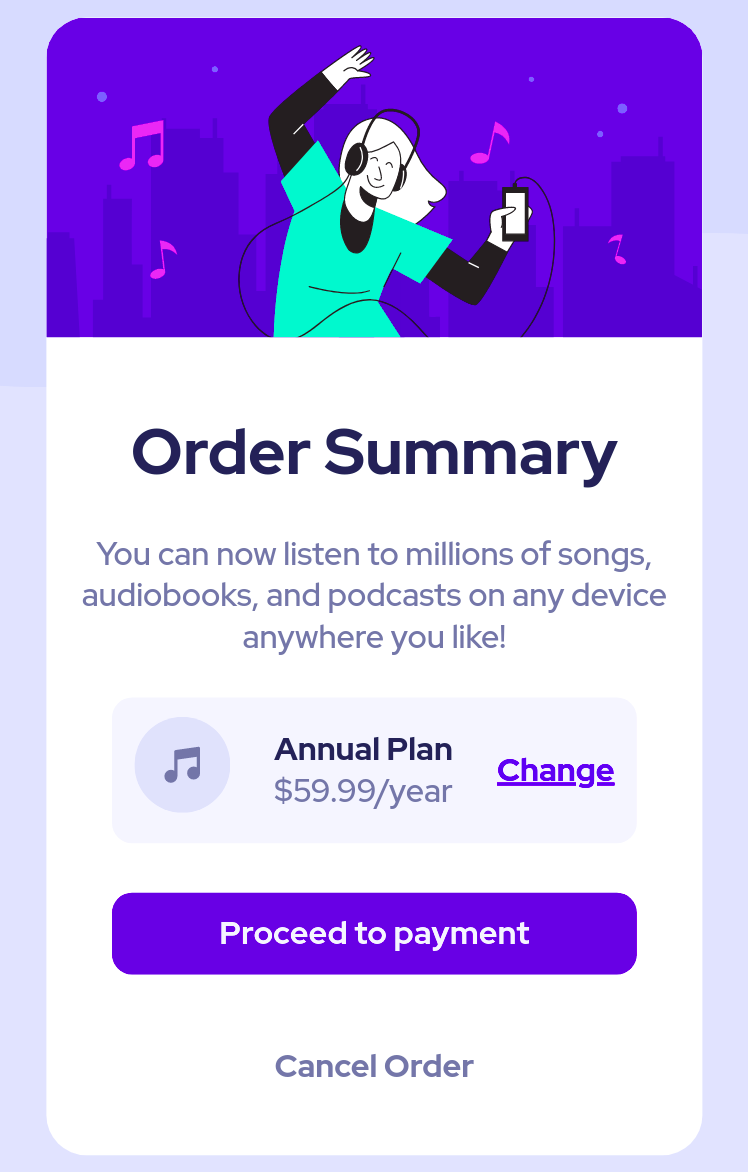 Order Summary
You can now listen to millions of songs,
audiobooks, and podcasts on any device
anywhere you like!
Annual Plan
$59.99/year
Change
Proceed to payment
Cancel Order